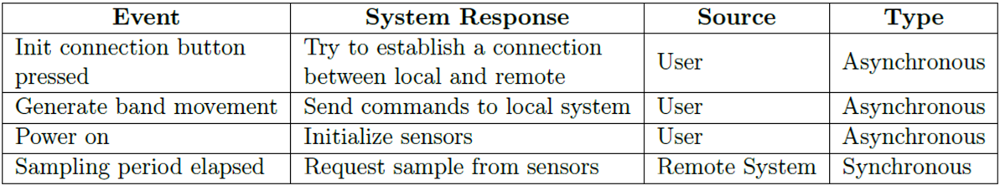 Event System Response Source Type
Init connection button pressed Try to establish a connection between local and remote User Asynchronous
Generate band movement Send commands to local system User Asynchronous
Power on Initialize sensors User Asynchronous
Sampling period elapsed Request sample from sensors Remote System Synchronous